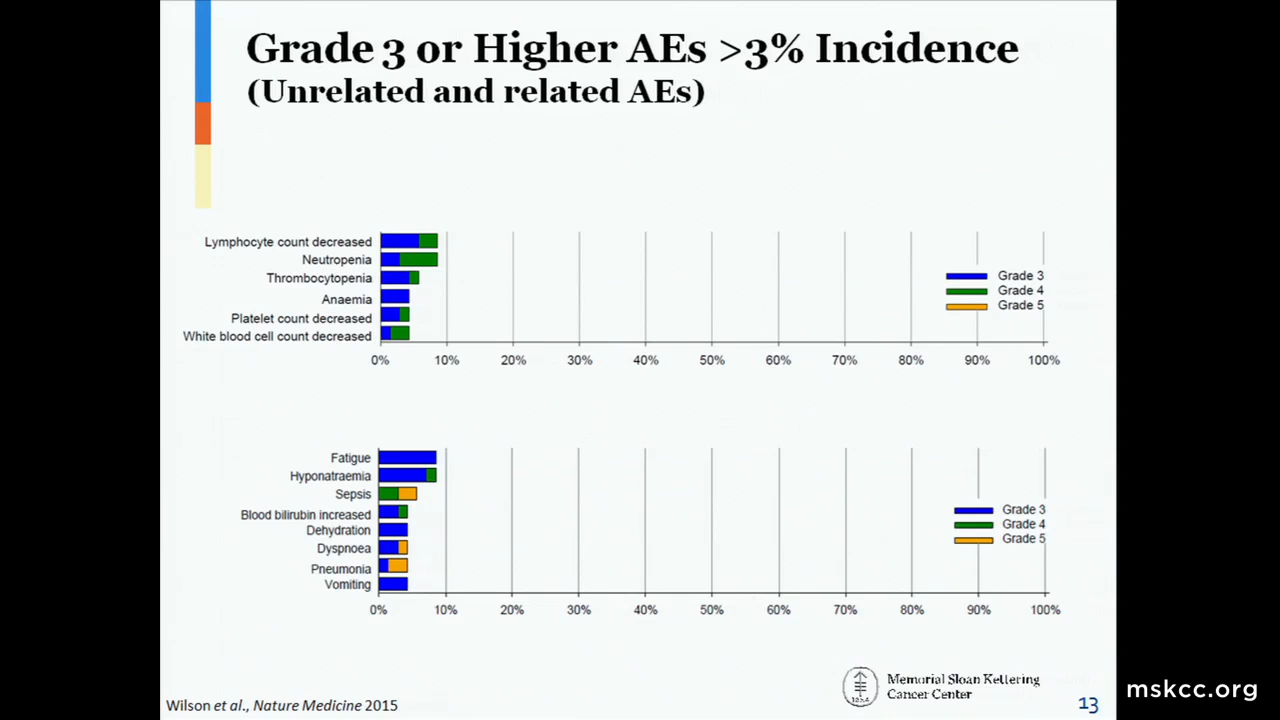 Grade 3 or Higher AEs >3% Incidence
(Unrelated and related AEs)
Lymphocyte count decreased
Neutropenia
Thrombocytopenia
Anaemia
Platelet count decreased
White blood cell count decreased
0% 10% 20% 30% 40% 50% 60% 70% 80% 90% 100%
Grade 3
Grade 4
Grade 5
Fatigue
Hyponatraemia
Sepsis
Blood bilirubin increased
Dehydration
Dyspnoea
Pneumonia
Vomiting
0% 10% 20% 30% 40% 50% 60% 70% 80% 90% 100%
Grade 3
Grade 4
Grade 5
Wilson et al., Nature Medicine 2015
Memorial Sloan Kettering
Cancer Center
13
mskcc.org